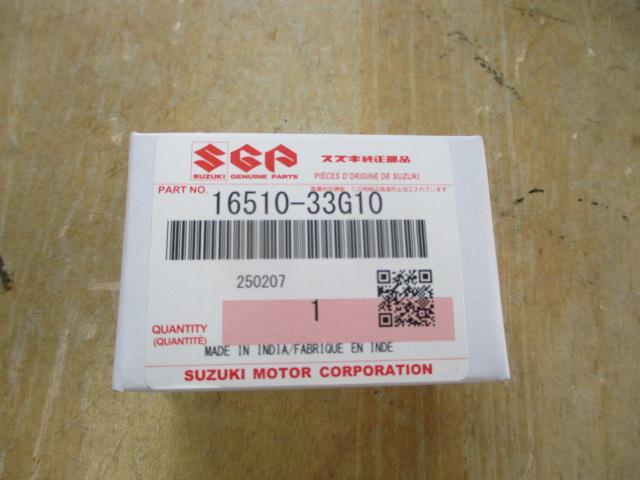 SGP スズキ純正部品
SUZUKI GENUINE PARTS PIÈCES D'ORIGINE DE SUZUKI
PART NO. 16510-33G10
250207
1
QUANTITY
(QUANTITÉ)
MADE IN INDIA/FABRIQUE EN INDE
SUZUKI MOTOR CORPORATION